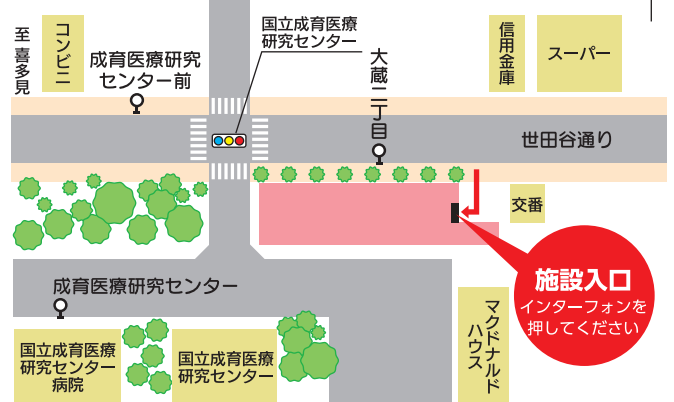 至 喜多見
コンビニ
成育医療研究
センター前
国立成育医療
研究センター
大蔵二丁目
信用金庫
スーパー
世田谷通り
交番
施設入口
インターフォンを
押してください
成育医療研究センター
国立成育医療
研究センター
病院
国立成育医療
研究センター
マクドナルド
ハウス